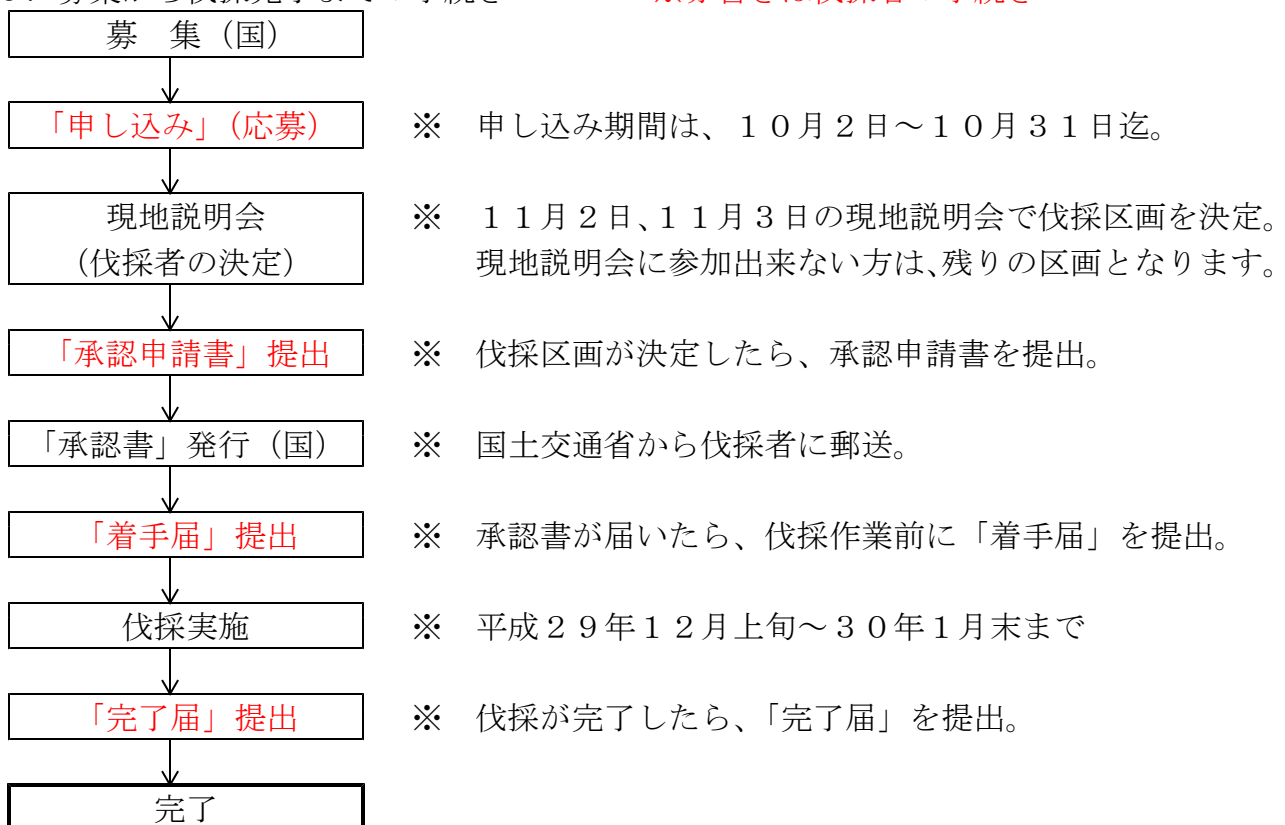 募　集（国）
「申し込み」（応募）　※　申し込み期間は、１０月２日～１０月３１日迄。
現地説明会　※　１１月２日、１１月３日の現地説明会で伐採区画を決定。
（伐採者の決定）　現地説明会に参加出来ない方は、残りの区画となります。
「承認申請書」提出　※　伐採区画が決定したら、承認申請書を提出。
「承認書」発行（国）　※　国土交通省から伐採者に郵送。
「着手届」提出　※　承認書が届いたら、伐採作業前に「着手届」を提出。
伐採実施　※　平成２９年１２月上旬～３０年１月末まで
「完了届」提出　※　伐採が完了したら、「完了届」を提出。
完了